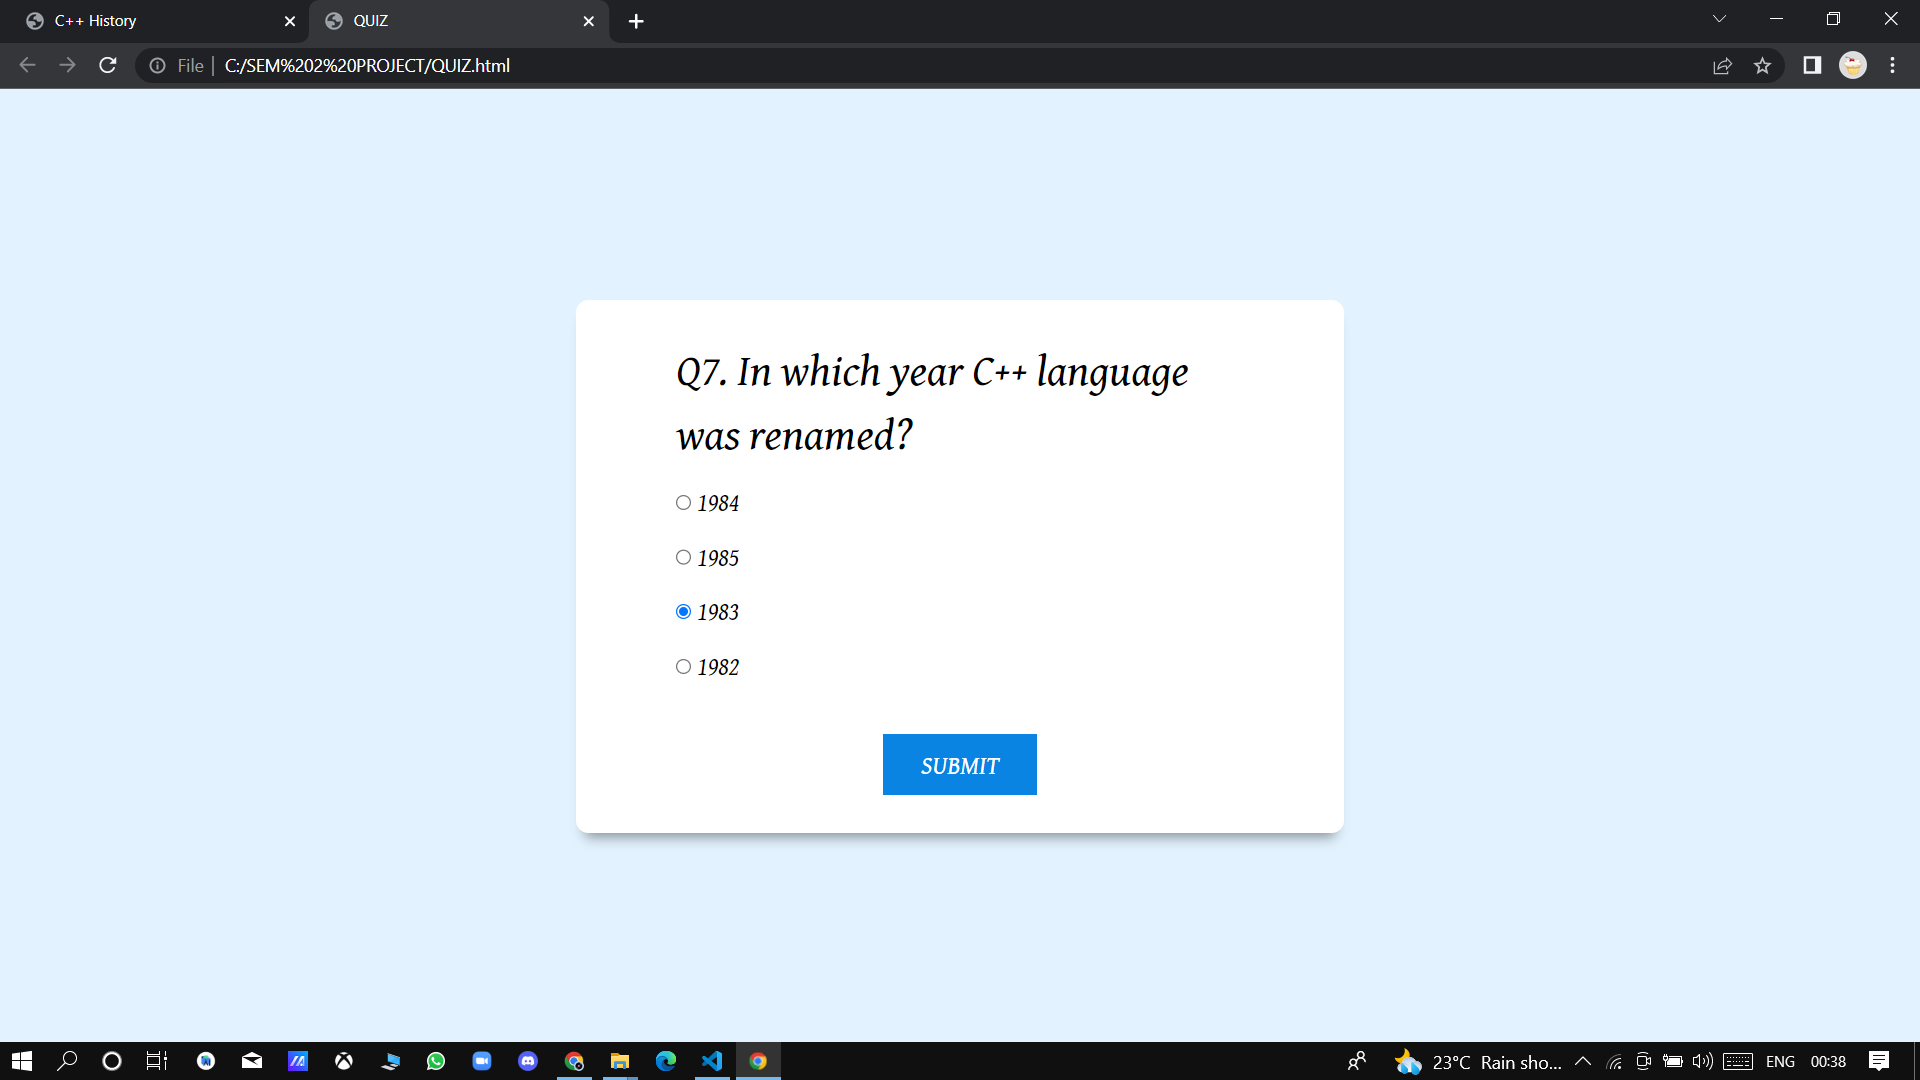 C++ History
QUIZ
File | C:/SEM%202%20PROJECT/QUIZ.html
Q7. In which year C++ language
was renamed?
1984
1985
1983
1982
SUBMIT
23°C Rain sho... ENG 00:38